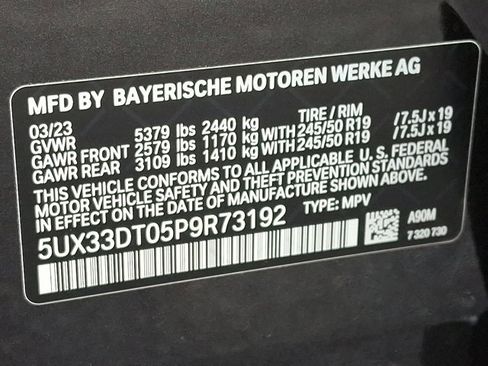 MFD BY BAYERISCHE MOTOREN WERKE AG
03/23 TIRE / RIM
GVWR 5379 lbs 2440 kg
GAWR FRONT 2579 lbs 1170 kg WITH 245/50 R19 / 7.5J x 19
GAWR REAR 3109 lbs 1410 kg WITH 245/50 R19 / 7.5J x 19
THIS VEHICLE CONFORMS TO ALL APPLICABLE U. S. FEDERAL
MOTOR VEHICLE SAFETY AND THEFT PREVENTION STANDARDS
IN EFFECT ON THE DATE OF MANUFACTURE SHOWN ABOVE.
5UX33DT05P9R73192 TYPE: MPV
A90M
7 320 730